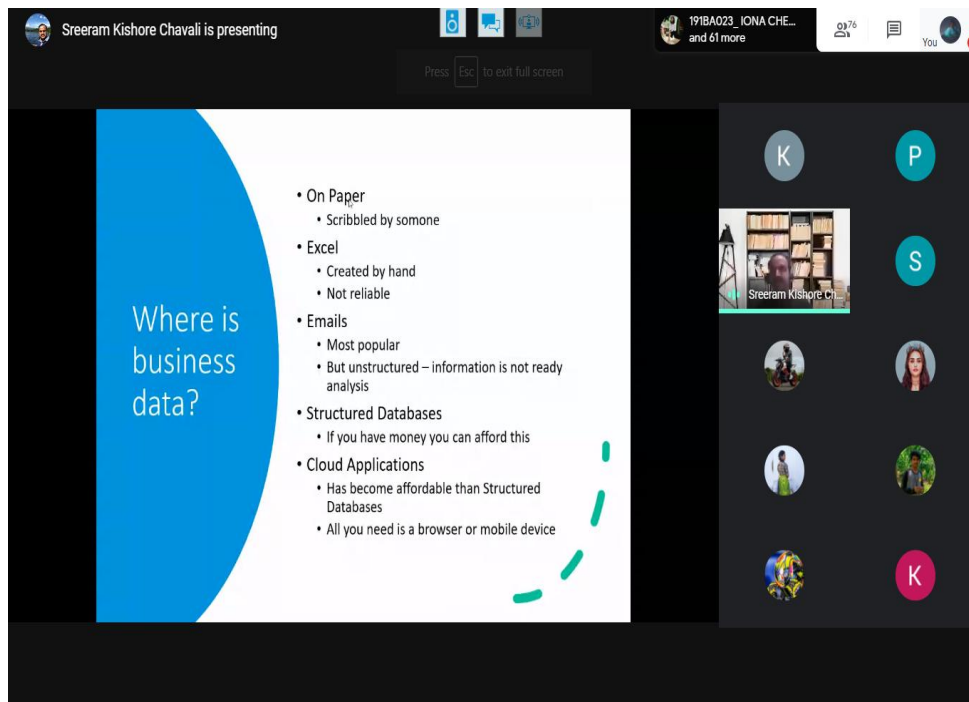 Sreeram Kishore Chavali is presenting
191BA023_ IONA CHE...
and 61 more
76
You
Press Esc to exit full screen
Where is
business
data?
• On Paper
• Scribbled by somone
• Excel
• Created by hand
• Not reliable
• Emails
• Most popular
• But unstructured – information is not ready
analysis
• Structured Databases
• If you have money you can afford this
• Cloud Applications
• Has become affordable than Structured
Databases
• All you need is a browser or mobile device
K
P
Sreeram Kishore Ch...
S
K